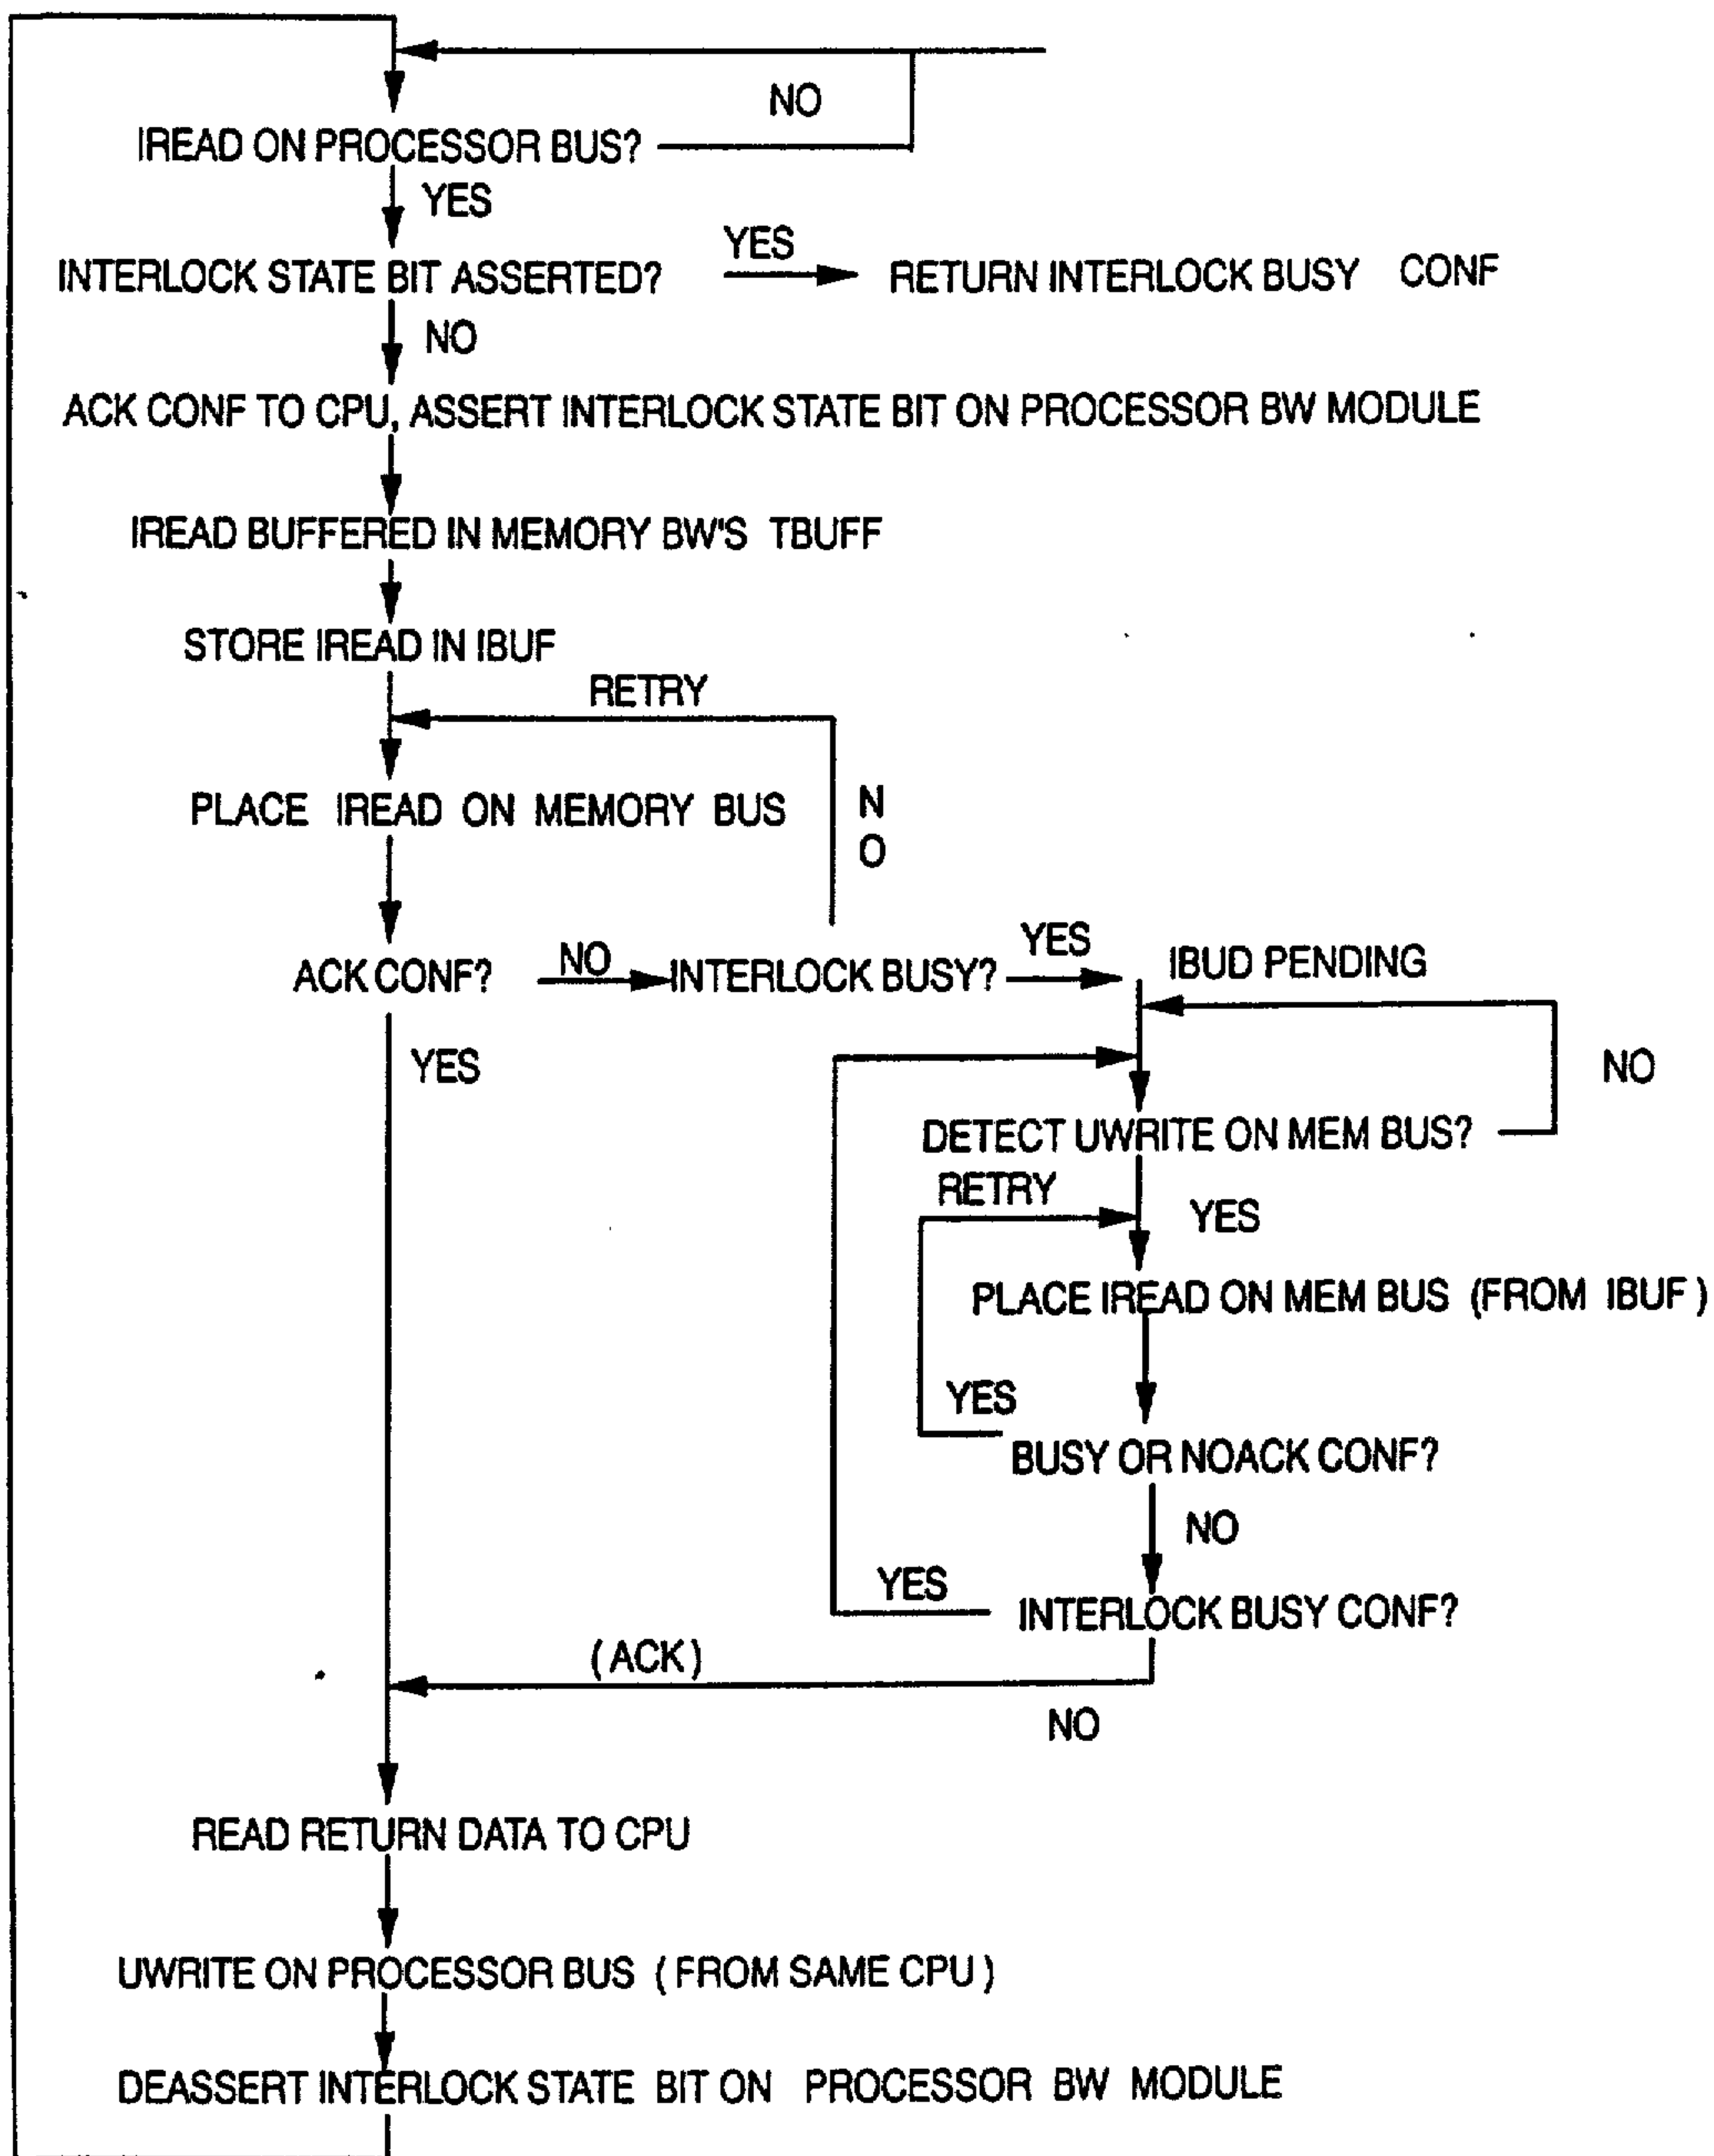 NO
IREAD ON PROCESSOR BUS?
YES
INTERLOCK STATE BIT ASSERTED?
YES
RETURN INTERLOCK BUSY CONF
NO
ACK CONF TO CPU, ASSERT INTERLOCK STATE BIT ON PROCESSOR BW MODULE
IREAD BUFFERED IN MEMORY BW'S TBUFF
STORE IREAD IN IBUF
RETRY
PLACE IREAD ON MEMORY BUS
N
O
ACK CONF?
NO
INTERLOCK BUSY?
YES
IBUD PENDING
YES
NO
DETECT UWRITE ON MEM BUS?
RETRY
YES
PLACE IREAD ON MEM BUS (FROM IBUF)
YES
BUSY OR NOACK CONF?
NO
YES
INTERLOCK BUSY CONF?
(ACK)
NO
READ RETURN DATA TO CPU
UWRITE ON PROCESSOR BUS (FROM SAME CPU)
DEASSERT INTERLOCK STATE BIT ON PROCESSOR BW MODULE